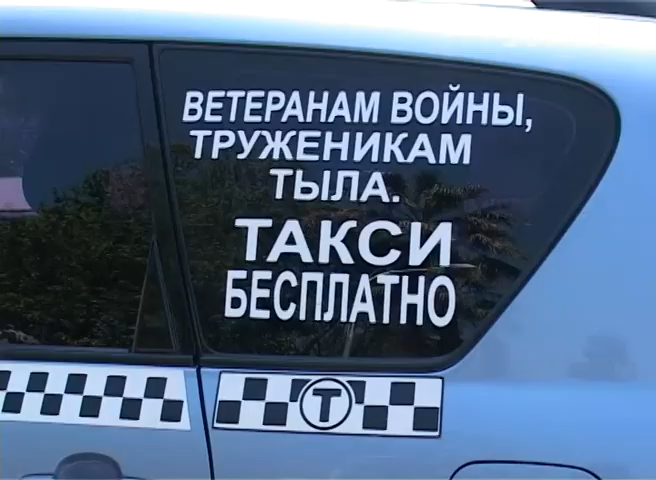 ВЕТЕРАНАМ ВОЙНЫ,
ТРУЖЕНИКАМ
ТЫЛА.
ТАКСИ
БЕСПЛАТНО
Т